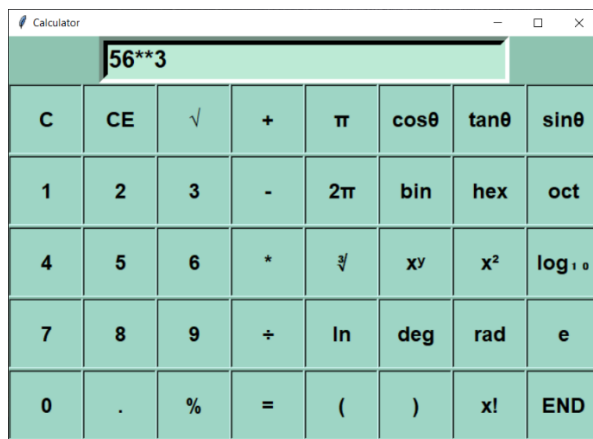 Calculator
56**3
C CE √ + π cosθ tanθ sinθ
1 2 3 - 2π bin hex oct
4 5 6 * ∛ xʸ x² log₁₀
7 8 9 ÷ ln deg rad e
0 . % = ( ) x! END